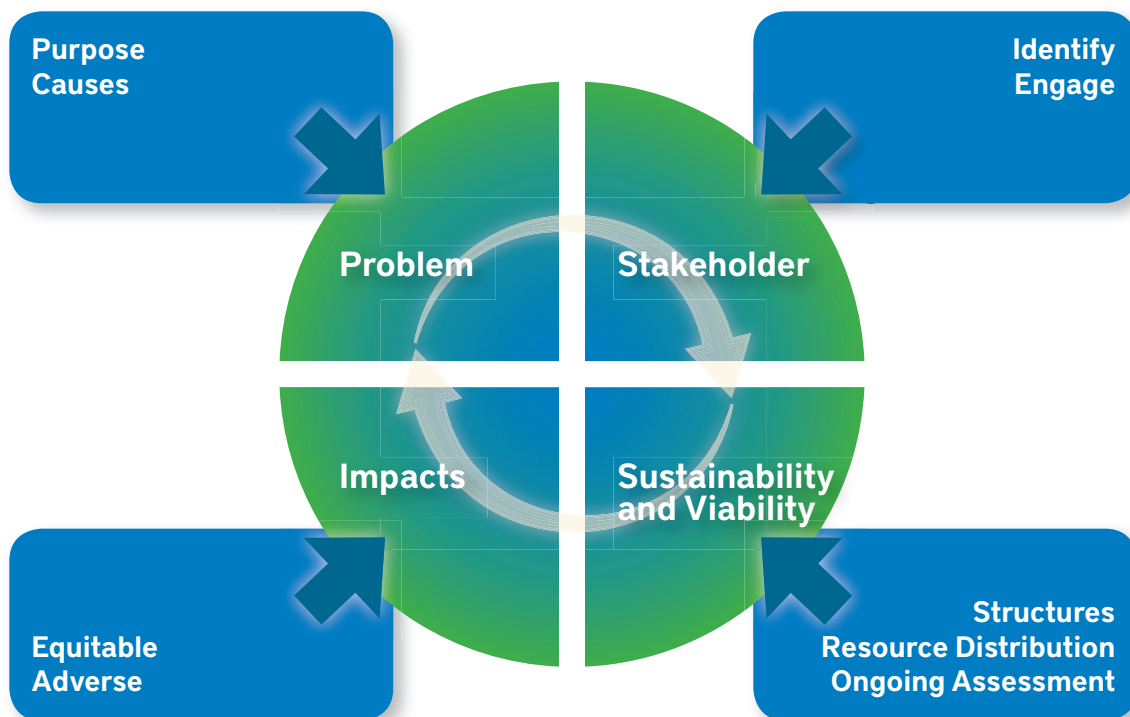 Purpose
Causes
Identify
Engage
Problem
Stakeholder
Impacts
Sustainability
and Viability
Equitable
Adverse
Structures
Resource Distribution
Ongoing Assessment